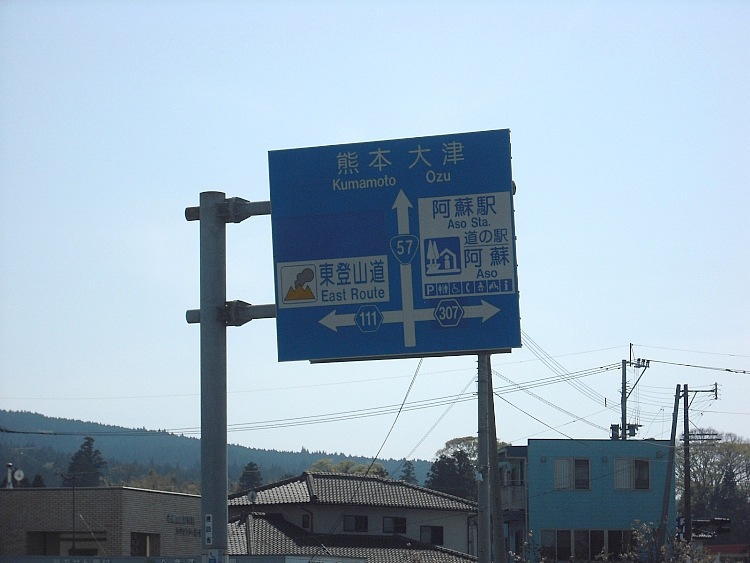 熊本 大津
Kumamoto Ozu
57
阿蘇駅
Aso Sta.
道の駅
阿蘇
Aso
P
東登山道
East Route
111
307